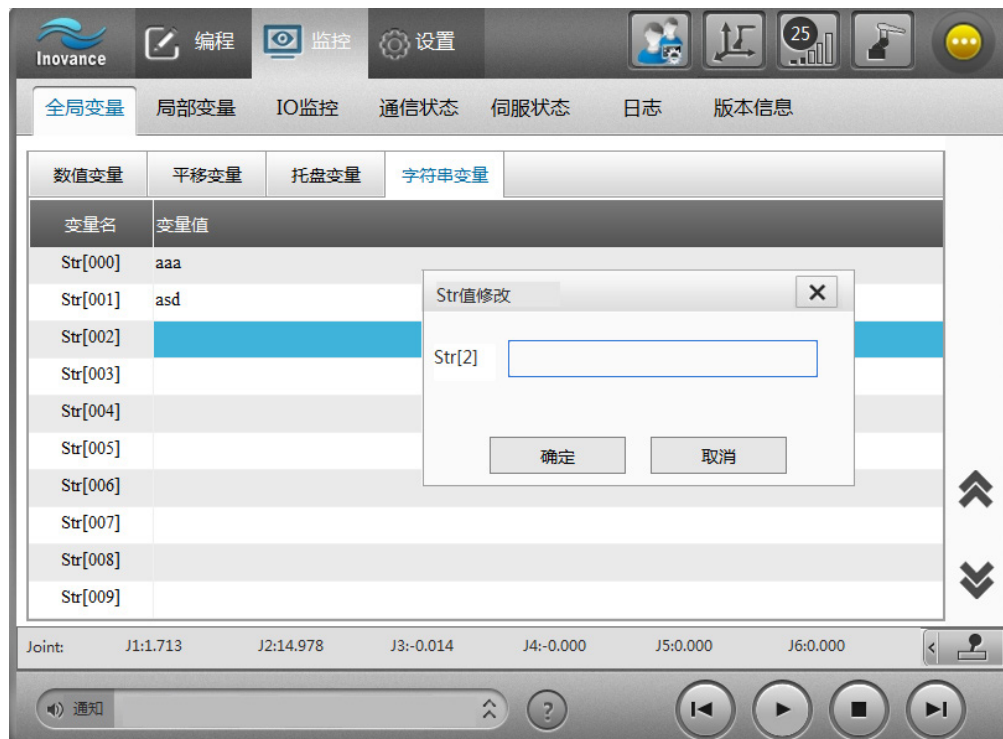 Inovance 编程 监控 设置 25
全局变量 局部变量 IO监控 通信状态 伺服状态 日志 版本信息
数值变量 平移变量 托盘变量 字符串变量
变量名 变量值
Str[000] aaa
Str[001] asd
Str[002]
Str[003]
Str[004]
Str[005]
Str[006]
Str[007]
Str[008]
Str[009]
Str值修改
Str[2]
确定 取消
Joint: J1:1.713 J2:14.978 J3:-0.014 J4:-0.000 J5:0.000 J6:0.000
通知 ?